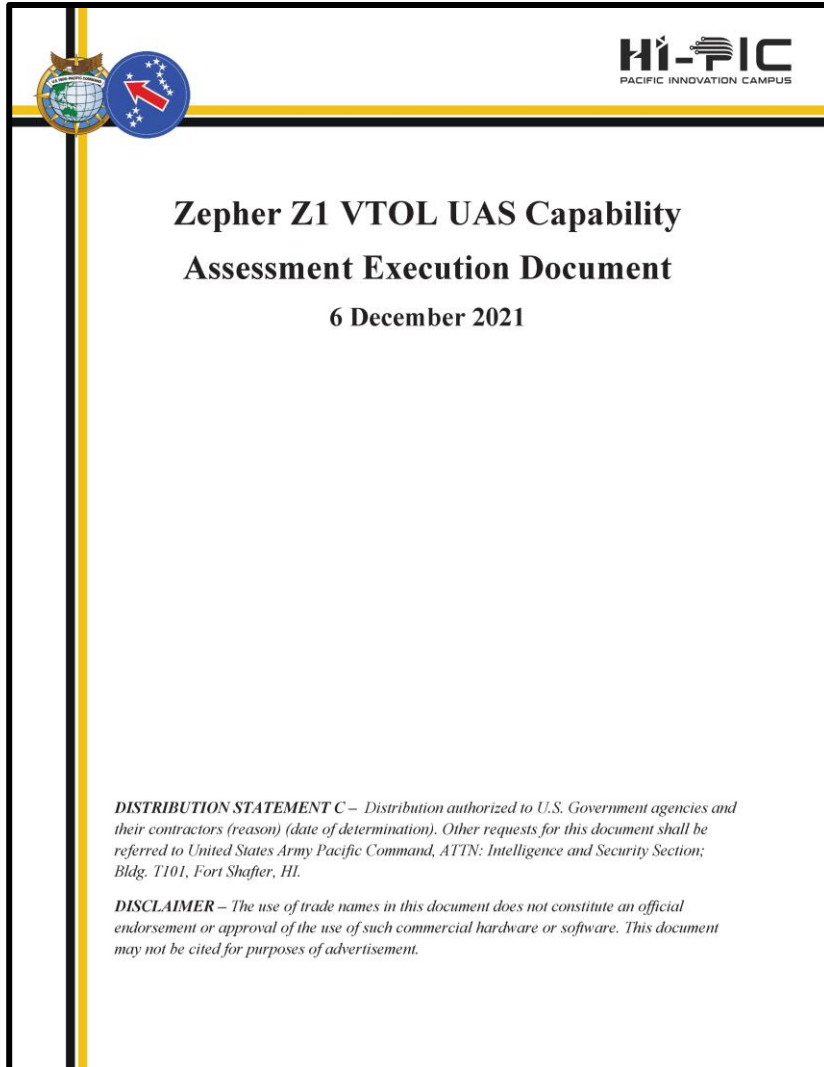 U.S. INDO-PACIFIC COMMAND
Hi-PIC
PACIFIC INNOVATION CAMPUS
Zepher Z1 VTOL UAS Capability
Assessment Execution Document
6 December 2021
DISTRIBUTION STATEMENT C – Distribution authorized to U.S. Government agencies and
their contractors (reason) (date of determination). Other requests for this document shall be
referred to United States Army Pacific Command, ATTN: Intelligence and Security Section;
Bldg. T101, Fort Shafter, HI.
DISCLAIMER – The use of trade names in this document does not constitute an official
endorsement or approval of the use of such commercial hardware or software. This document
may not be cited for purposes of advertisement.